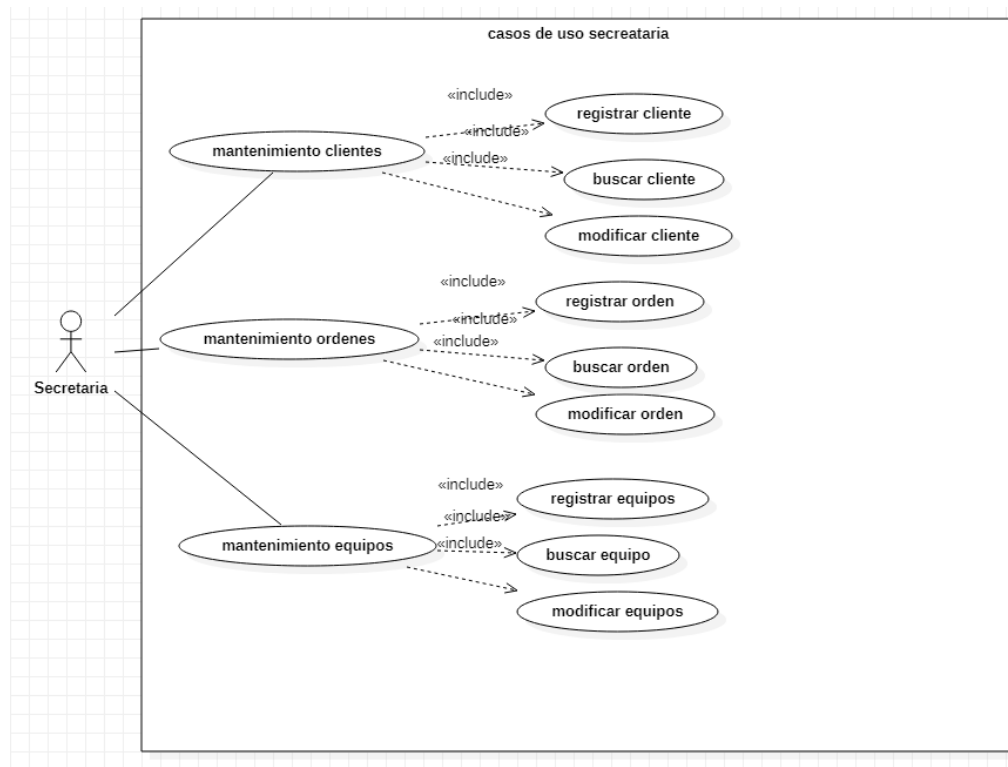 casos de uso secreataria
«include»
registrar cliente
«include»
mantenimiento clientes
«include»
buscar cliente
modificar cliente
«include»
registrar orden
«include»
mantenimiento ordenes
«include»
buscar orden
Secretaria
modificar orden
«include»
registrar equipos
«include»
mantenimiento equipos
«include»
buscar equipo
modificar equipos